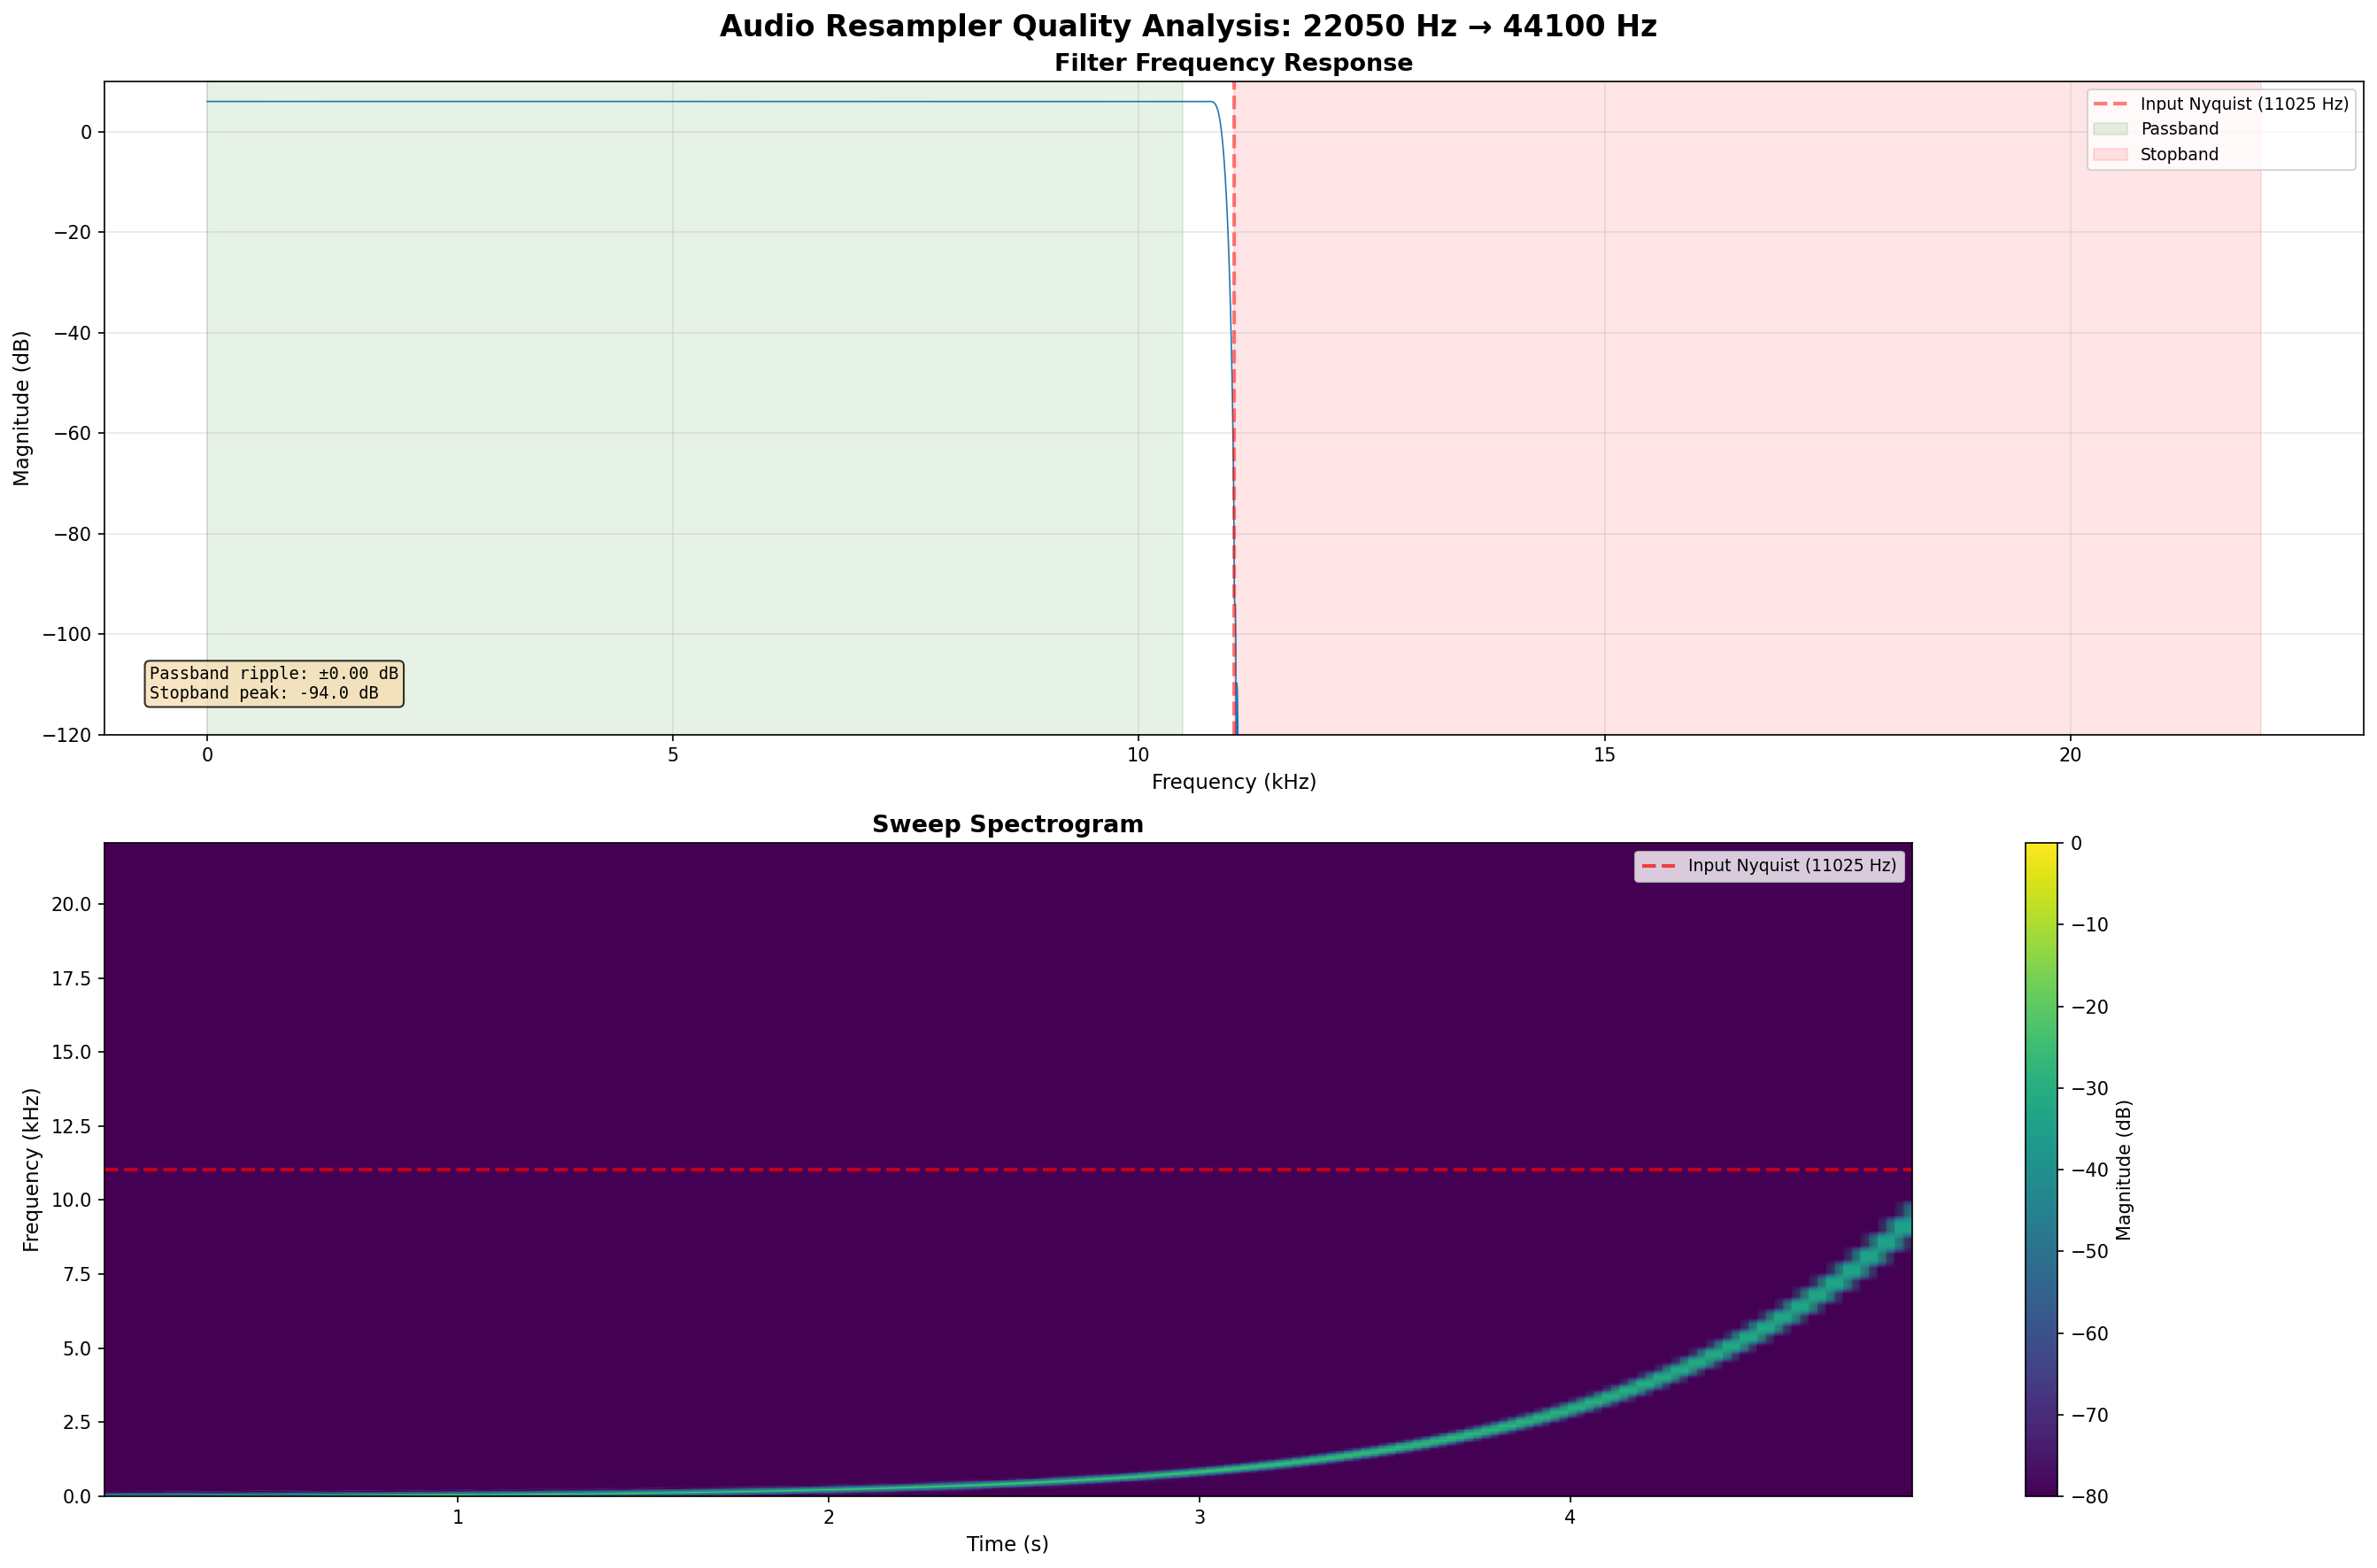 Audio Resampler Quality Analysis: 22050 Hz → 44100 Hz
Filter Frequency Response
Input Nyquist (11025 Hz)
Passband
Stopband
Magnitude (dB)
0
−20
−40
−60
−80
−100
−120
Passband ripple: ±0.00 dB
Stopband peak: -94.0 dB
0 5 10 15 20
Frequency (kHz)
Sweep Spectrogram
Input Nyquist (11025 Hz)
Frequency (kHz)
20.0
17.5
15.0
12.5
10.0
7.5
5.0
2.5
0.0
1 2 3 4
Time (s)
0
−10
−20
−30
−40
−50
−60
−70
−80
Magnitude (dB)